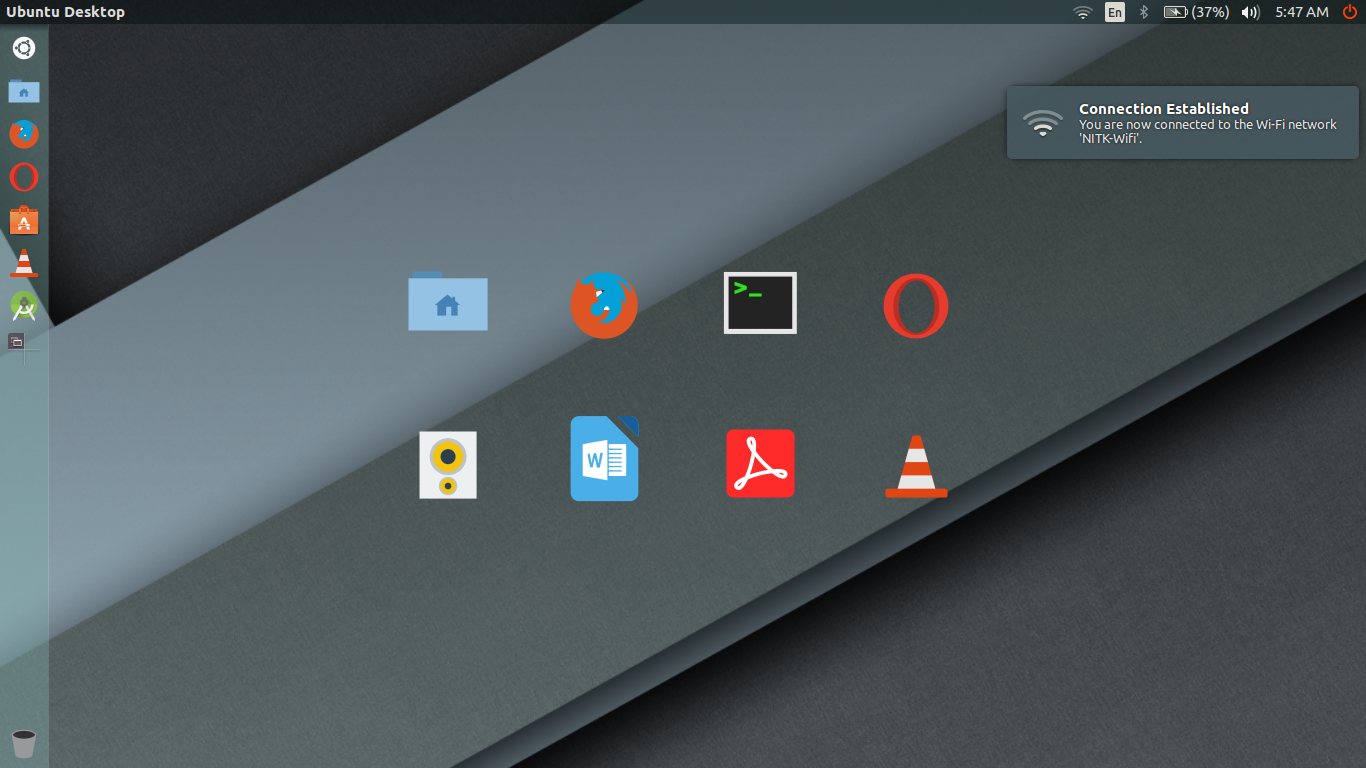 Ubuntu Desktop
En
(37%)
5:47 AM
Connection Established
You are now connected to the Wi-Fi network
'NITK-Wifi'.
>_
W